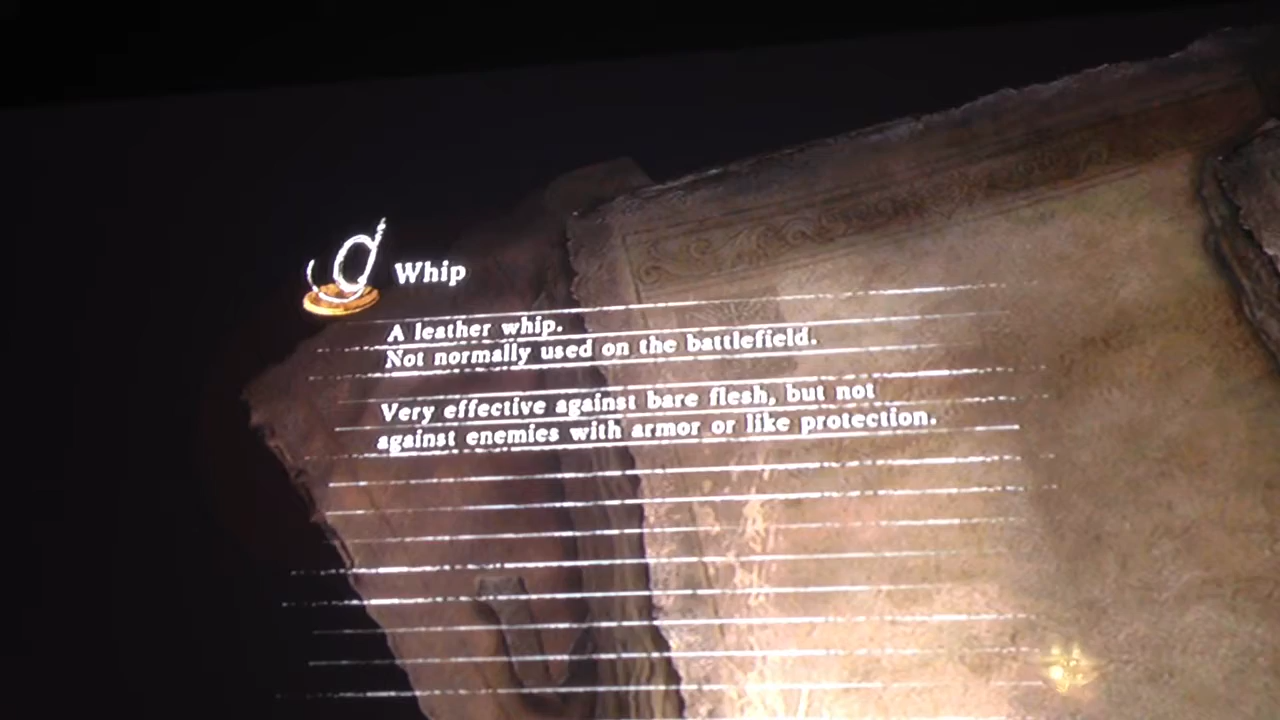 Whip
A leather whip.
Not normally used on the battlefield.
Very effective against bare flesh, but not
against enemies with armor or like protection.